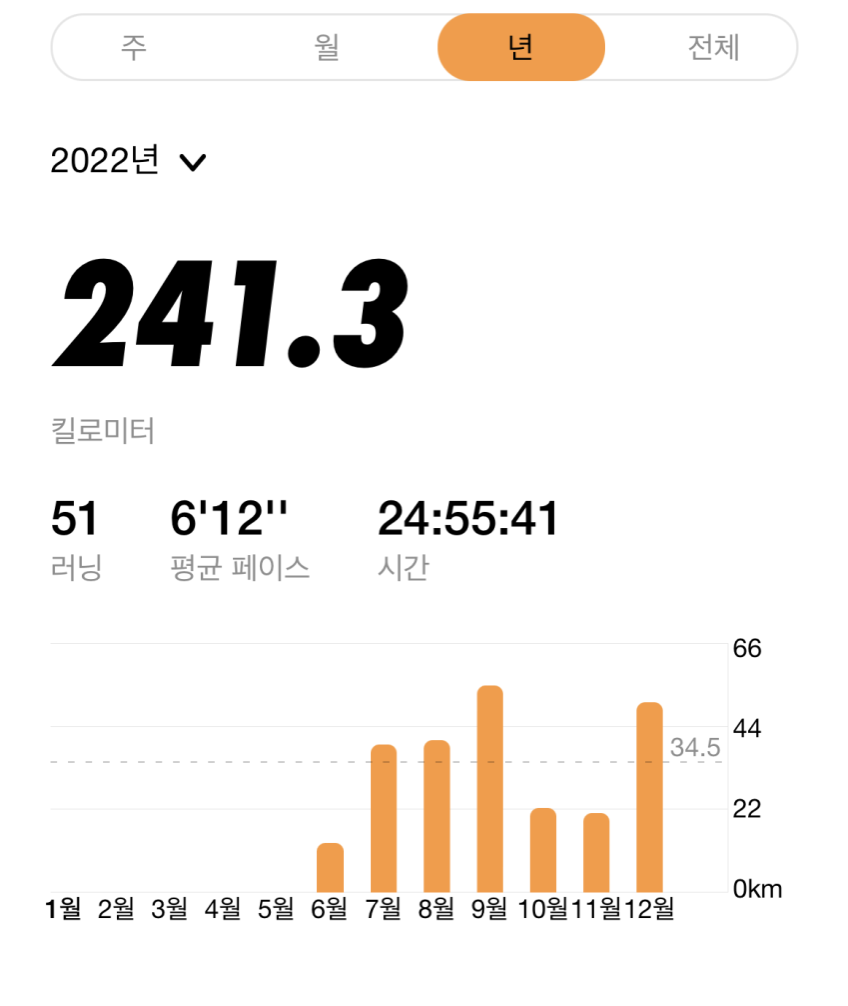 주 월 년 전체
2022년
241.3
킬로미터
51 6'12'' 24:55:41
러닝 평균 페이스 시간
66
44
34.5
22
0km
1월 2월 3월 4월 5월 6월 7월 8월 9월 10월 11월 12월